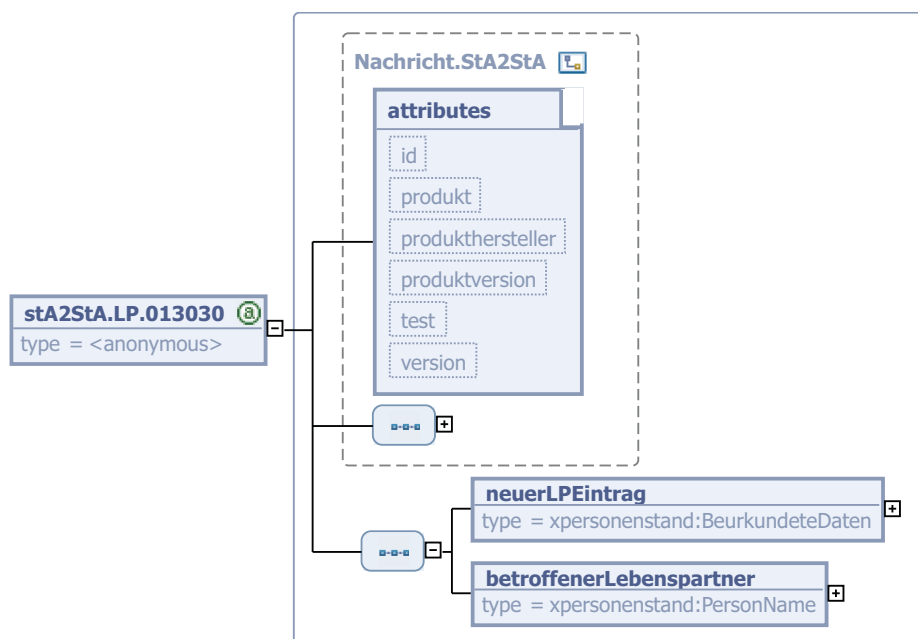 Nachricht.StA2StA
attributes
id
produkt
produkthersteller
produktversion
test
version
stA2StA.LP.013030
type = <anonymous>
neuerLPEintrag
type = xpersonenstand:BeurkundeteDaten
betroffenerLebenspartner
type = xpersonenstand:PersonName